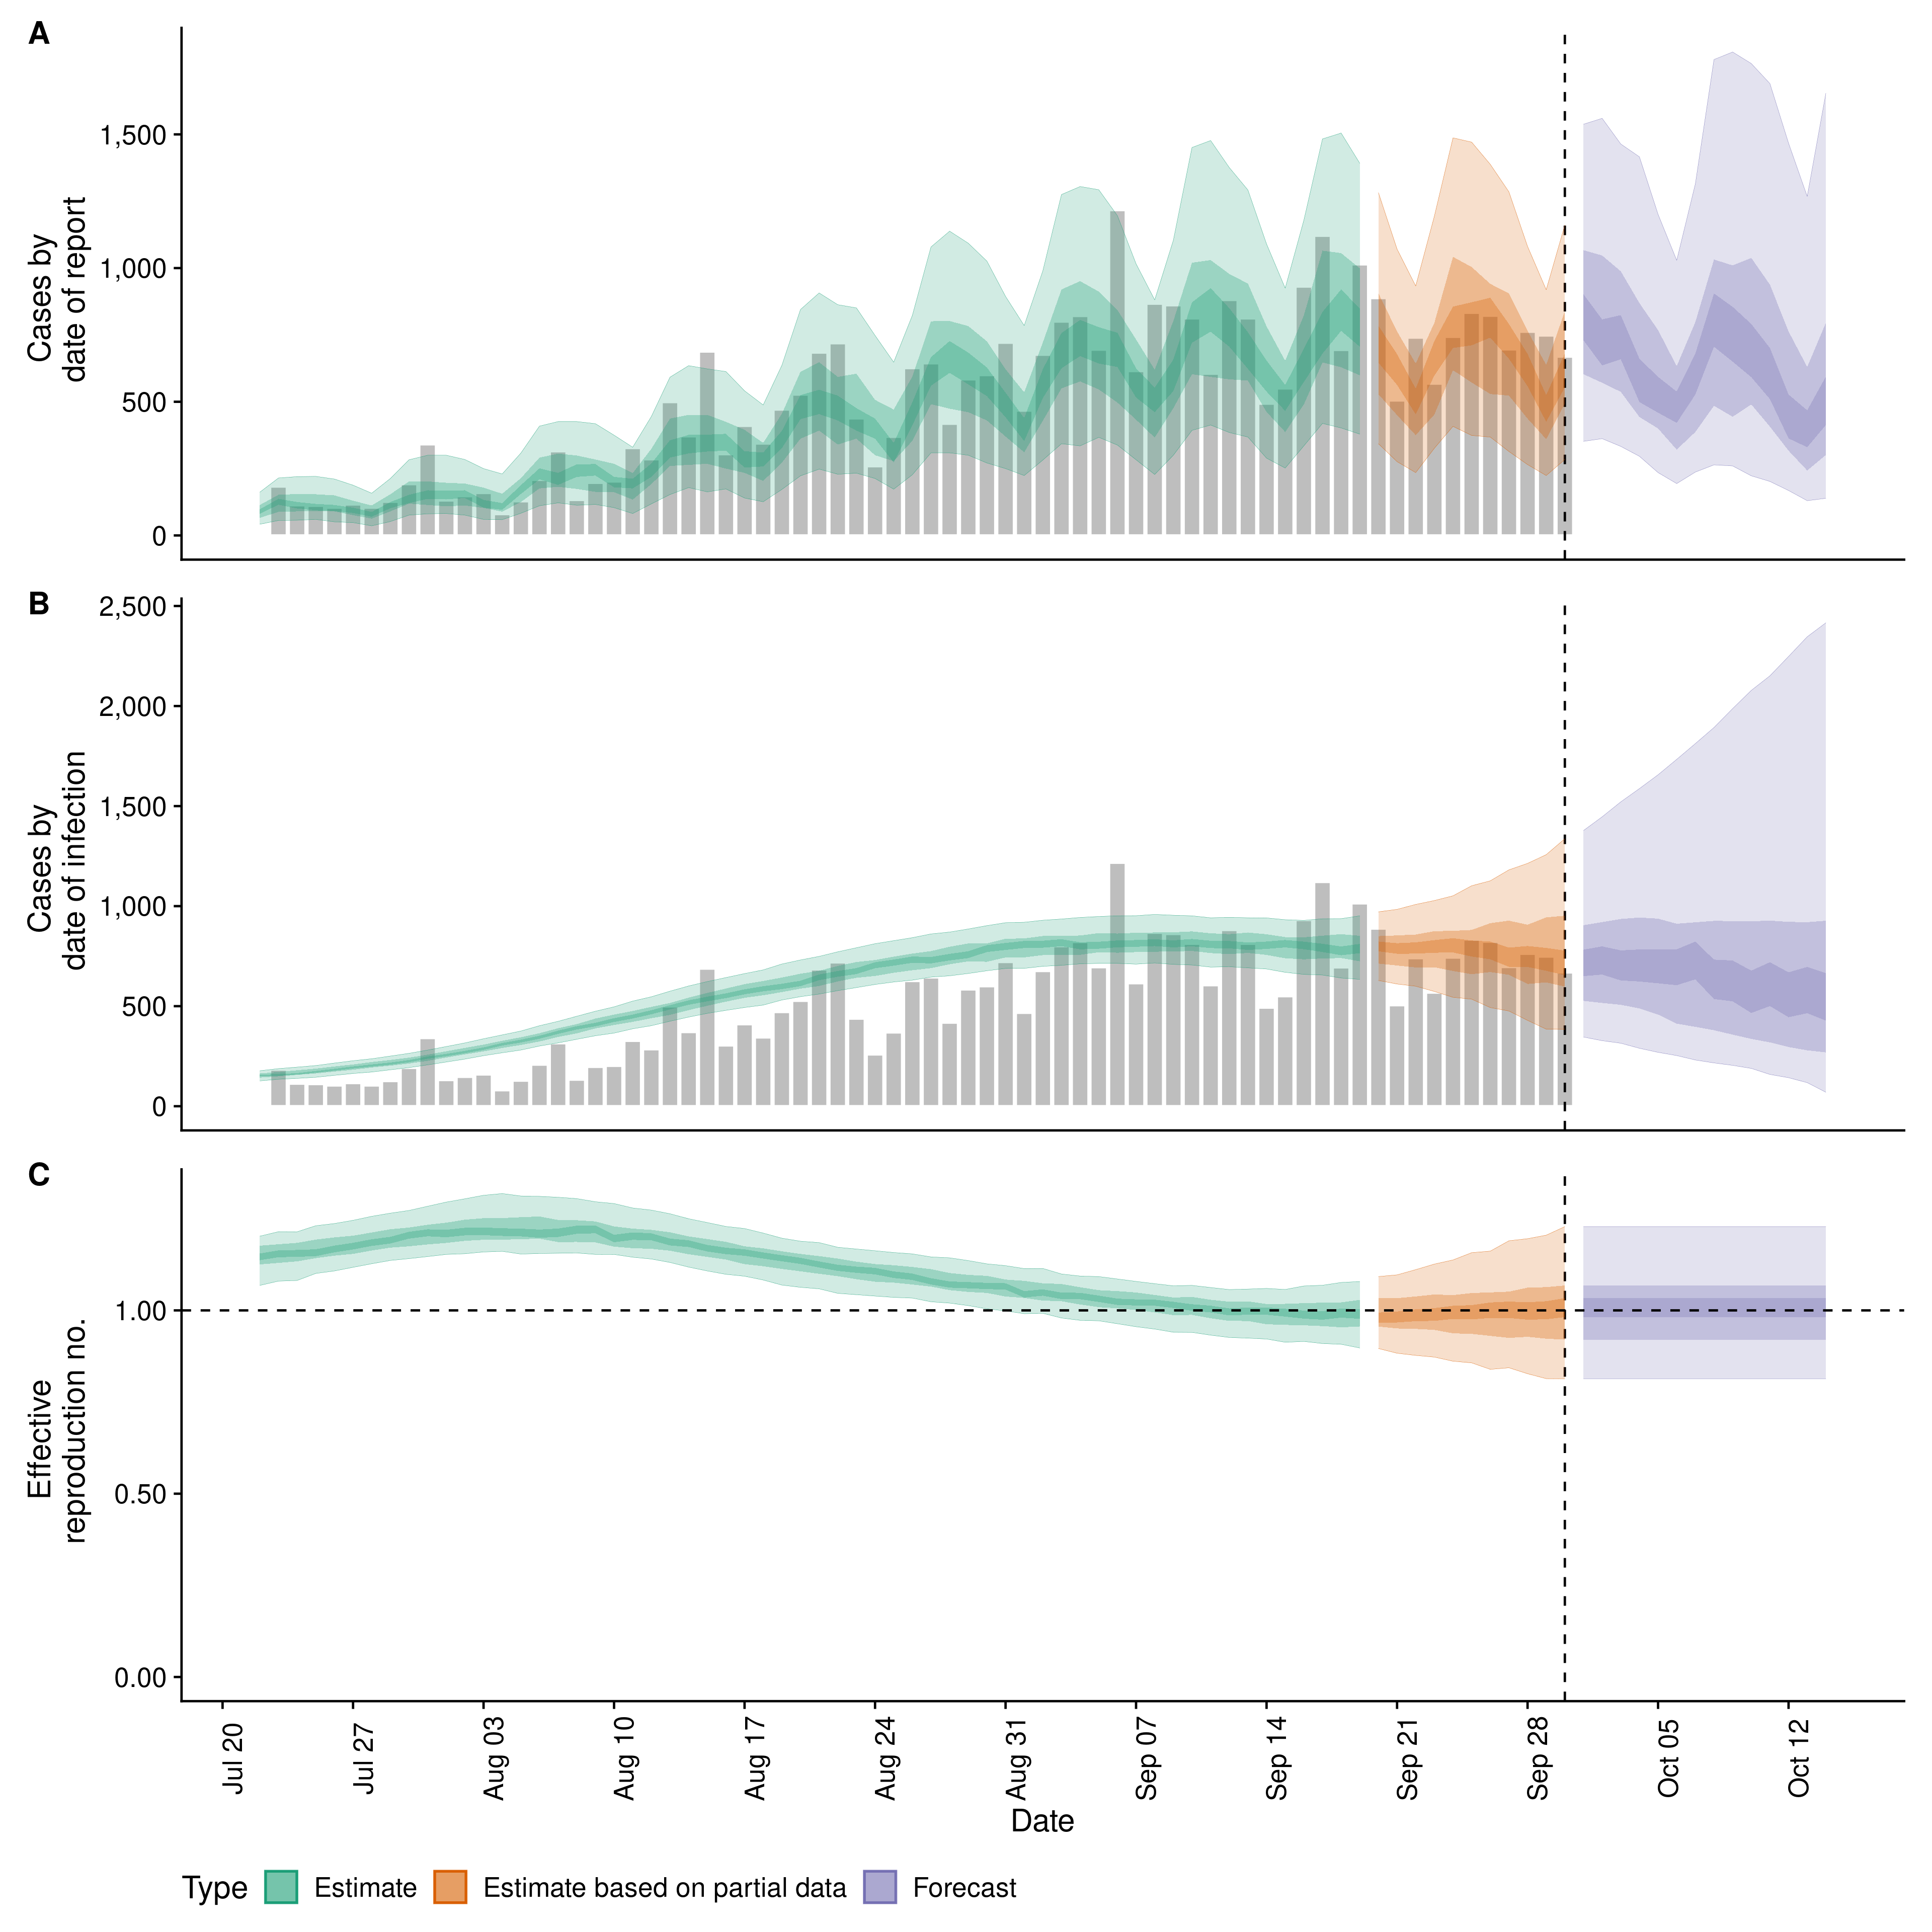 A
Cases by
date of report
1,500
1,000
500
0
B
Cases by
date of infection
2,500
2,000
1,500
1,000
500
0
C
Effective
reproduction no.
1.00
0.50
0.00
Jul 20
Jul 27
Aug 03
Aug 10
Aug 17
Aug 24
Aug 31
Sep 07
Sep 14
Sep 21
Sep 28
Oct 05
Oct 12
Date
Type Estimate Estimate based on partial data Forecast